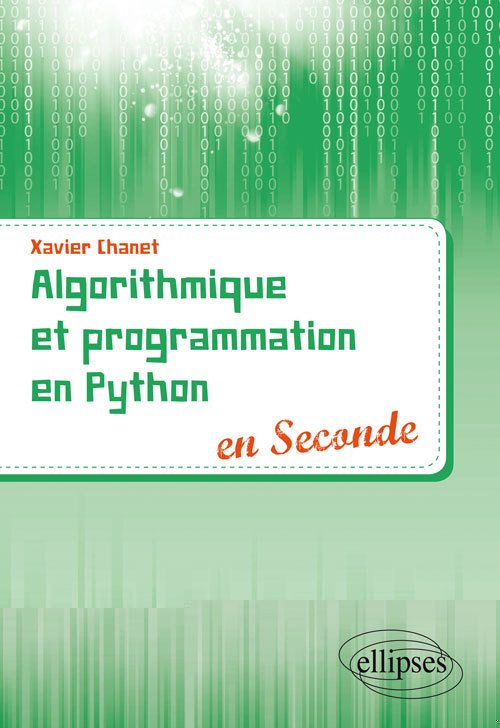 Xavier Chanet
Algorithmique
et programmation
en Python
en Seconde
ellipses